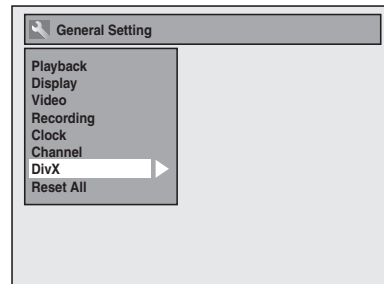 General Setting
Playback
Display
Video
Recording
Clock
Channel
DivX
Reset All